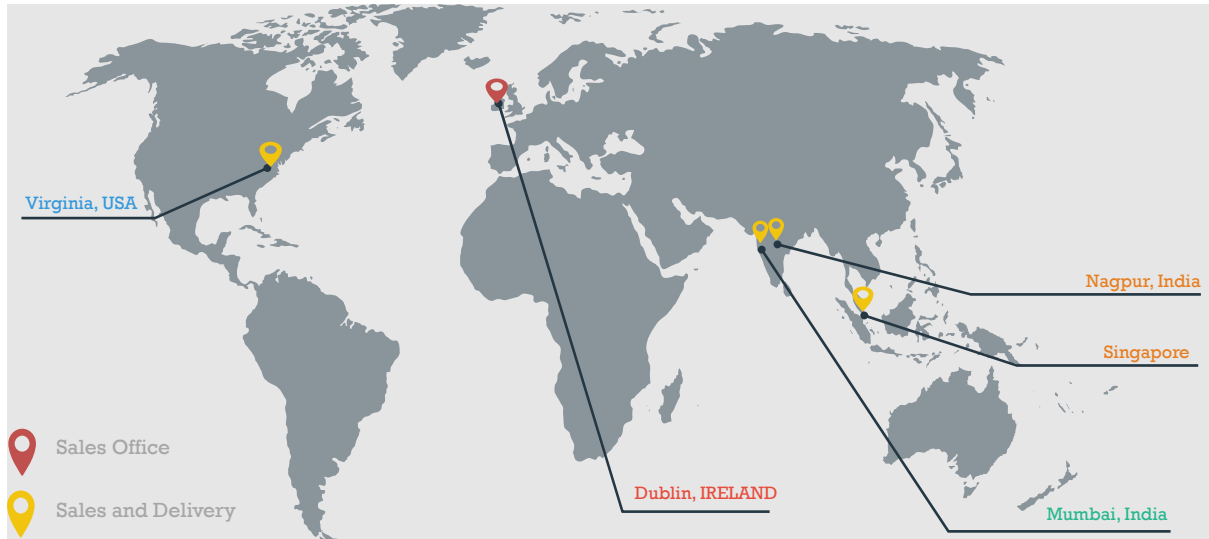 Virginia, USA
Nagpur, India
Singapore
Sales Office
Dublin, IRELAND
Sales and Delivery
Mumbai, India